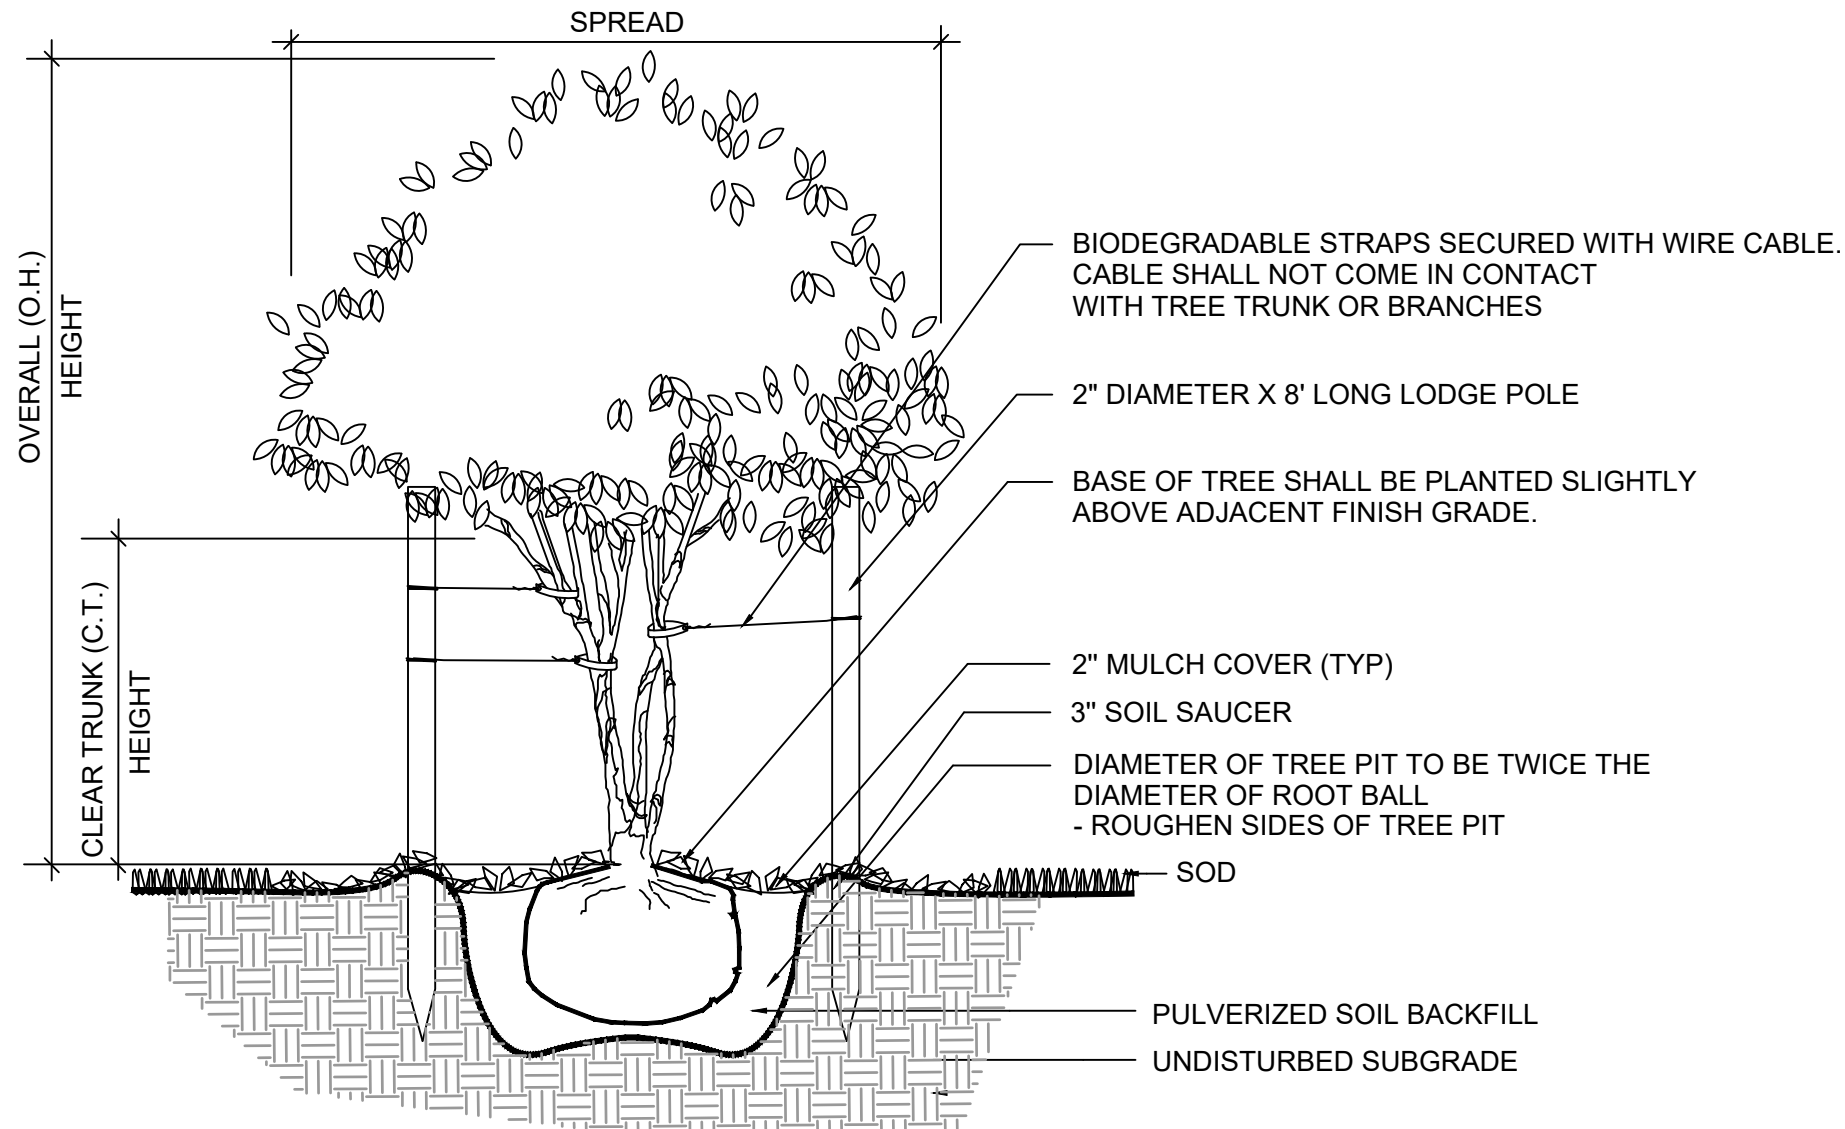 SPREAD
OVERALL (O.H.)
HEIGHT
CLEAR TRUNK (C.T.)
HEIGHT
BIODEGRADABLE STRAPS SECURED WITH WIRE CABLE.
CABLE SHALL NOT COME IN CONTACT
WITH TREE TRUNK OR BRANCHES
2" DIAMETER X 8' LONG LODGE POLE
BASE OF TREE SHALL BE PLANTED SLIGHTLY
ABOVE ADJACENT FINISH GRADE.
2" MULCH COVER (TYP)
3" SOIL SAUCER
DIAMETER OF TREE PIT TO BE TWICE THE
DIAMETER OF ROOT BALL
- ROUGHEN SIDES OF TREE PIT
SOD
PULVERIZED SOIL BACKFILL
UNDISTURBED SUBGRADE